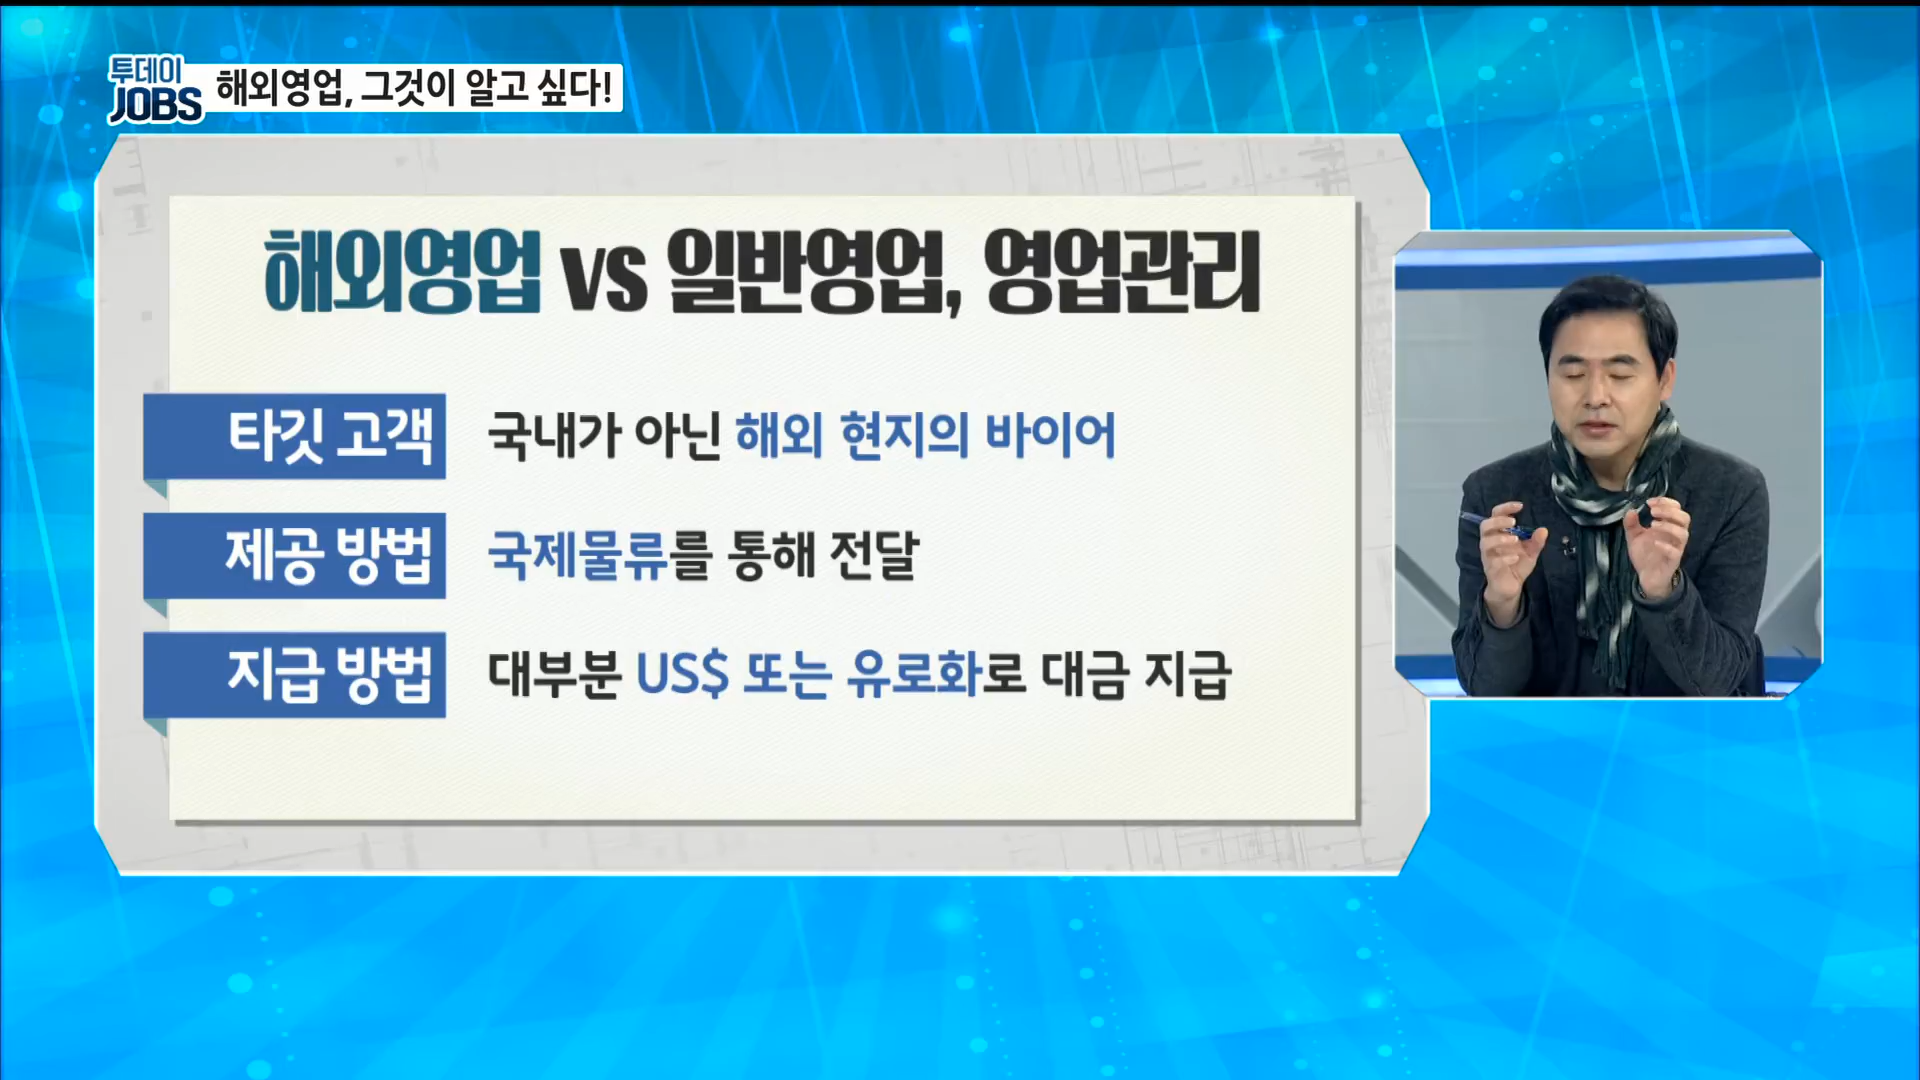 투데이
JOBS
해외영업, 그것이 알고 싶다!
해외영업 vs 일반영업, 영업관리
타깃 고객 국내가 아닌 해외 현지의 바이어
제공 방법 국제물류를 통해 전달
지급 방법 대부분 US$ 또는 유로화로 대금 지급